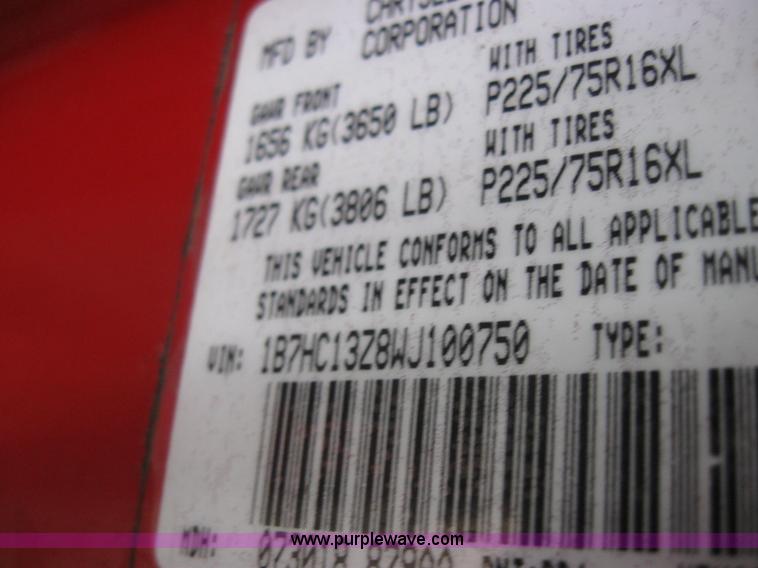 MFD BY CORPORATION
GAWR FRONT WITH TIRES
1656 KG(3650 LB) P225/75R16XL
GAWR REAR WITH TIRES
1727 KG(3806 LB) P225/75R16XL
THIS VEHICLE CONFORMS TO ALL APPLICABLE
STANDARDS IN EFFECT ON THE DATE OF MANU
VIN: 1B7HC13Z8WJ100750 TYPE:
www.purplewave.com
MDH: